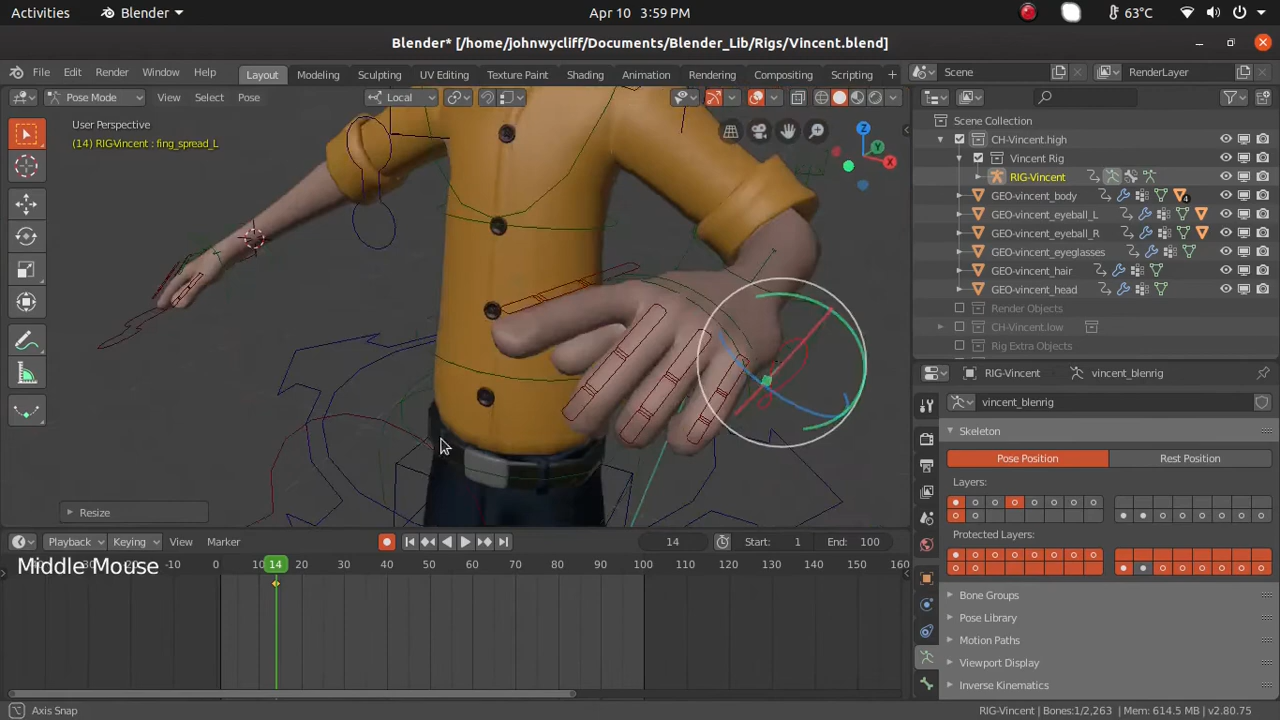 Activities Blender Apr 10 3:59 PM 63°C
Blender* [/home/johnwycliff/Documents/Blender_Lib/Rigs/Vincent.blend]
File Edit Render Window Help Layout Modeling Sculpting UV Editing Texture Paint Shading Animation Rendering Compositing Scripting + Scene RenderLayer
Pose Mode View Select Pose Local
User Perspective
(14) RIG-Vincent : fing_spread_L
Z
Y
X
Scene Collection
CH-Vincent.high
Vincent Rig
RIG-Vincent
GEO-vincent_body 4
GEO-vincent_eyeball_L
GEO-vincent_eyeball_R
GEO-vincent_eyeglasses
GEO-vincent_hair
GEO-vincent_head
Render Objects
CH-Vincent.low
Rig Extra Objects
RIG-Vincent vincent_blenrig
vincent_blenrig
Skeleton
Pose Position Rest Position
Layers:
Protected Layers:
Bone Groups
Pose Library
Motion Paths
Viewport Display
Inverse Kinematics
Resize
Playback Keying View Marker 14 Start: 1 End: 100
-20 -10 0 10 14 20 30 40 50 60 70 80 90 100 110 120 130 140 150 160
Middle Mouse
Axis Snap RIG-Vincent | Bones:1/2,263 | Mem: 614.5 MB | v2.80.75